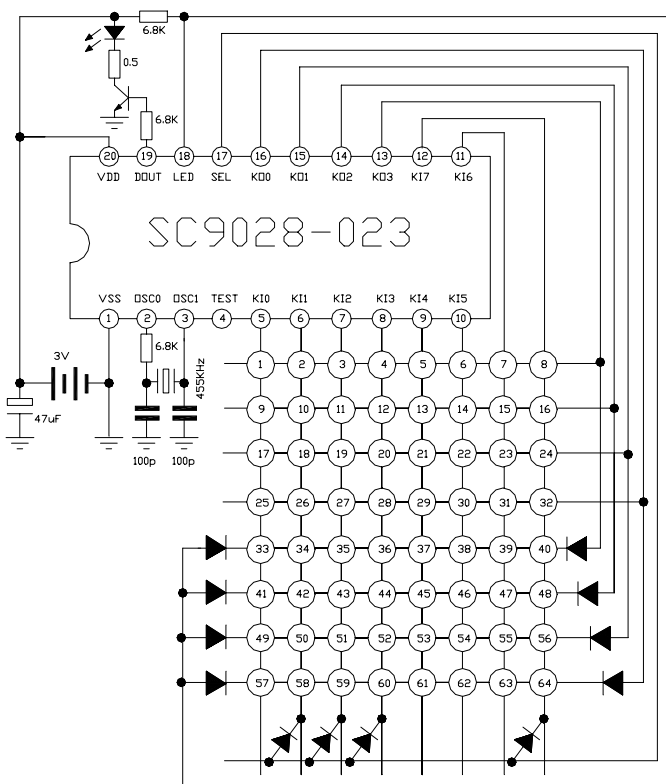 6.8K
0.5
6.8K
20 19 18 17 16 15 14 13 12 11
VDD DOUT LED SEL KO0 KO1 KO2 KO3 KI7 KI6
SC9028-023
VSS OSC0 OSC1 TEST KI0 KI1 KI2 KI3 KI4 KI5
1 2 3 4 5 6 7 8 9 10
6.8K
3V
455KHz
47uF
100p 100p
1 2 3 4 5 6 7 8
9 10 11 12 13 14 15 16
17 18 19 20 21 22 23 24
25 26 27 28 29 30 31 32
33 34 35 36 37 38 39 40
41 42 43 44 45 46 47 48
49 50 51 52 53 54 55 56
57 58 59 60 61 62 63 64